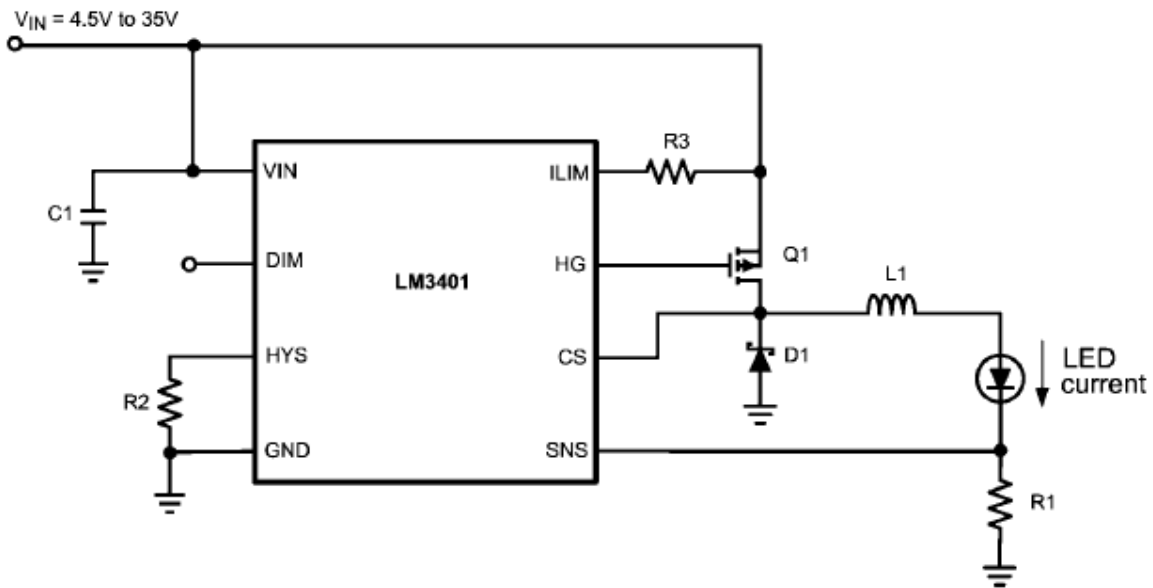 VIN = 4.5V to 35V
R3
VIN
ILIM
C1
Q1
DIM
LM3401
HG
L1
HYS
CS
D1
LED
current
R2
GND
SNS
R1